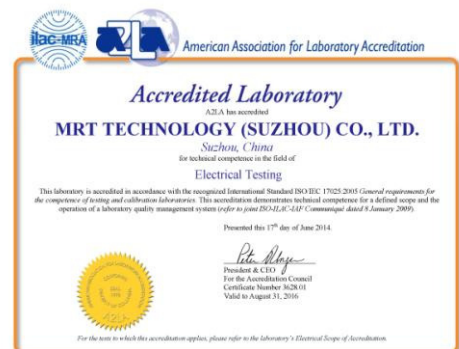 ilac-MRA
A2LA
American Association for Laboratory Accreditation
Accredited Laboratory
A2LA has accredited
MRT TECHNOLOGY (SUZHOU) CO., LTD.
Suzhou, China
for technical competence in the field of
Electrical Testing
This laboratory is accredited in accordance with the recognized International Standard ISO/IEC 17025:2005 General requirements for
the competence of testing and calibration laboratories. This accreditation demonstrates technical competence for a defined scope and the
operation of a laboratory quality management system (refer to joint ISO-ILAC-IAF Communiqué dated 8 January 2009).
Presented this 17th day of June 2014.
President & CEO
For the Accreditation Council
Certificate Number 3628.01
Valid to August 31, 2016
A2LA
For the tests to which this accreditation applies, please refer to the laboratory's Electrical Scope of Accreditation.